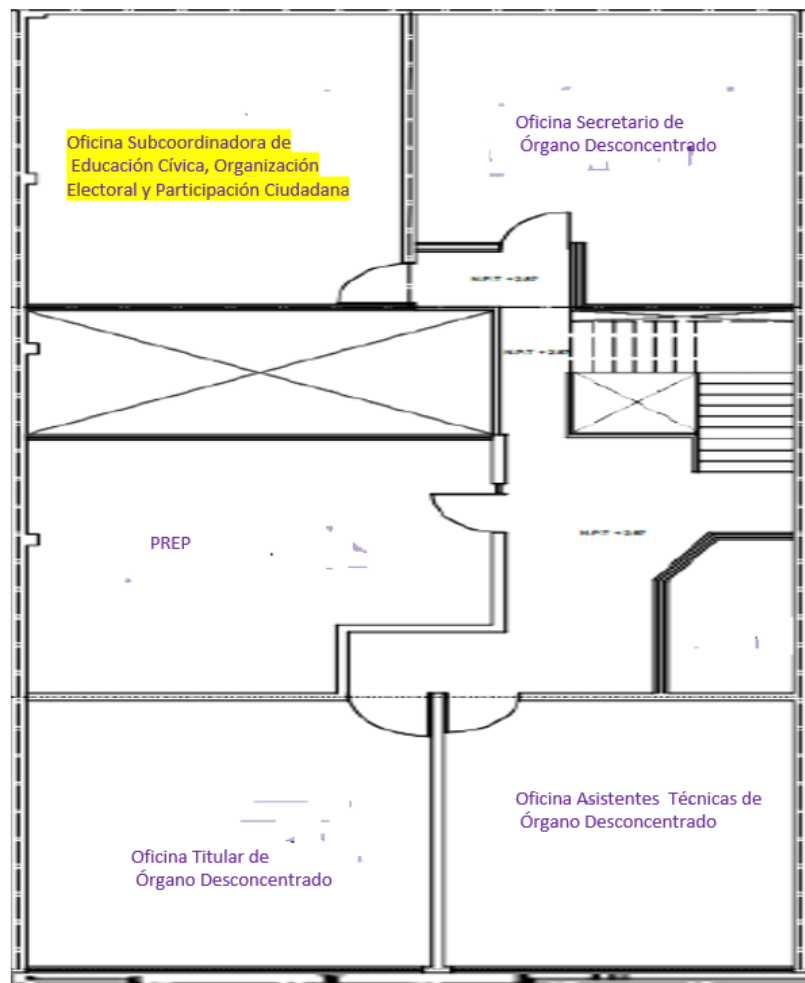 Oficina Subcoordinadora de
Educación Cívica, Organización
Electoral y Participación Ciudadana
Oficina Secretario de
Órgano Desconcentrado
PREP
Oficina Asistentes Técnicas de
Órgano Desconcentrado
Oficina Titular de
Órgano Desconcentrado